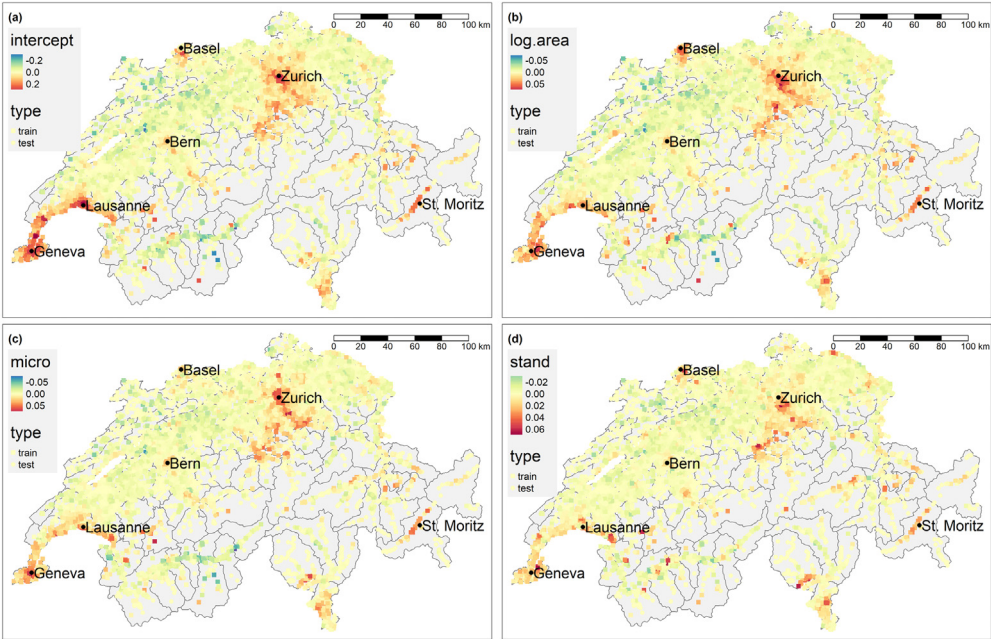 (a)
0 20 40 60 80 100 km
intercept
-0.2
0.0
0.2
type
train
test
Basel
Zurich
Bern
Lausanne
St. Moritz
Geneva
(b)
0 20 40 60 80 100 km
log.area
-0.05
0.00
0.05
type
train
test
Basel
Zurich
Bern
Lausanne
St. Moritz
Geneva
(c)
0 20 40 60 80 100 km
micro
-0.05
0.00
0.05
type
train
test
Basel
Zurich
Bern
Lausanne
St. Moritz
Geneva
(d)
0 20 40 60 80 100 km
stand
-0.02
0.00
0.02
0.04
0.06
type
train
test
Basel
Zurich
Bern
Lausanne
St. Moritz
Geneva